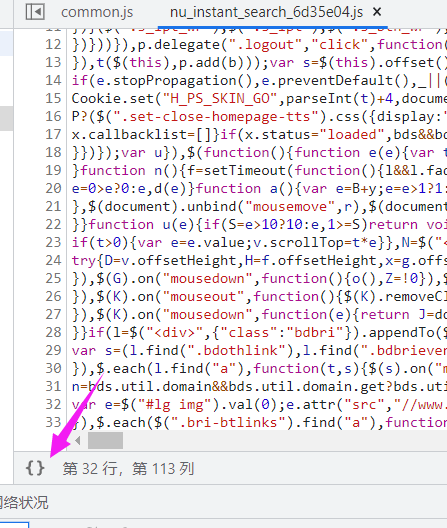 common.js nu_instant_search_6d35e04.js ×
12 })}))}),p.delegate(".logout","click",function(
13 }),t($(this),p.add(b)));var s=$(this).offset(
14 if(e.stopPropagation(),e.preventDefault(),_||(
15 Cookie.set("H_PS_SKIN_GO",parseInt(t)+4,docume
16 P?($(".set-close-homepage-tts").css({display:"
17 x.callbacklist=[]}if(x.status="loaded",bds&&bd
18 }})});var u}),$(function(){function e(e){var t
19 }function n(){f=setTimeout(function(){l&&l.fad
20 e=0>e?0:e,d(e)}function a(){var e=B+y;e=e>1?1:
21 },$(document).unbind("mousemove",r),$(document
22 }}function u(e){if(S=e>10?10:e,1>=S)return voi
23 if(t>0){var e=e.value;v.scrollTop=t*e}},N=$("<
24 try{D=v.offsetHeight,H=f.offsetHeight,x=g.offs
25 }),$(G).on("mousedown",function(){o(),Z=!0}),$
26 }),$(K).on("mouseout",function(){$(K).removeCl
27 }),$(K).on("mousedown",function(e){return J=do
28 }}if(l=$("<div>",{"class":"bdbri"}).appendTo($
29 var s=(l.find(".bdothlink"),l.find(".bdbrieven
30 }),$.each(l.find("a"),function(t,s){$(s).on("m
31 n=bds.util.domain&&bds.util.domain.get?bds.uti
32 var e=$("#lg img").val(0);e.attr("src","//www.
33 }),$.each($(".bri-btlinks").find("a"),function
{} 第 32 行，第 113 列
网络状况